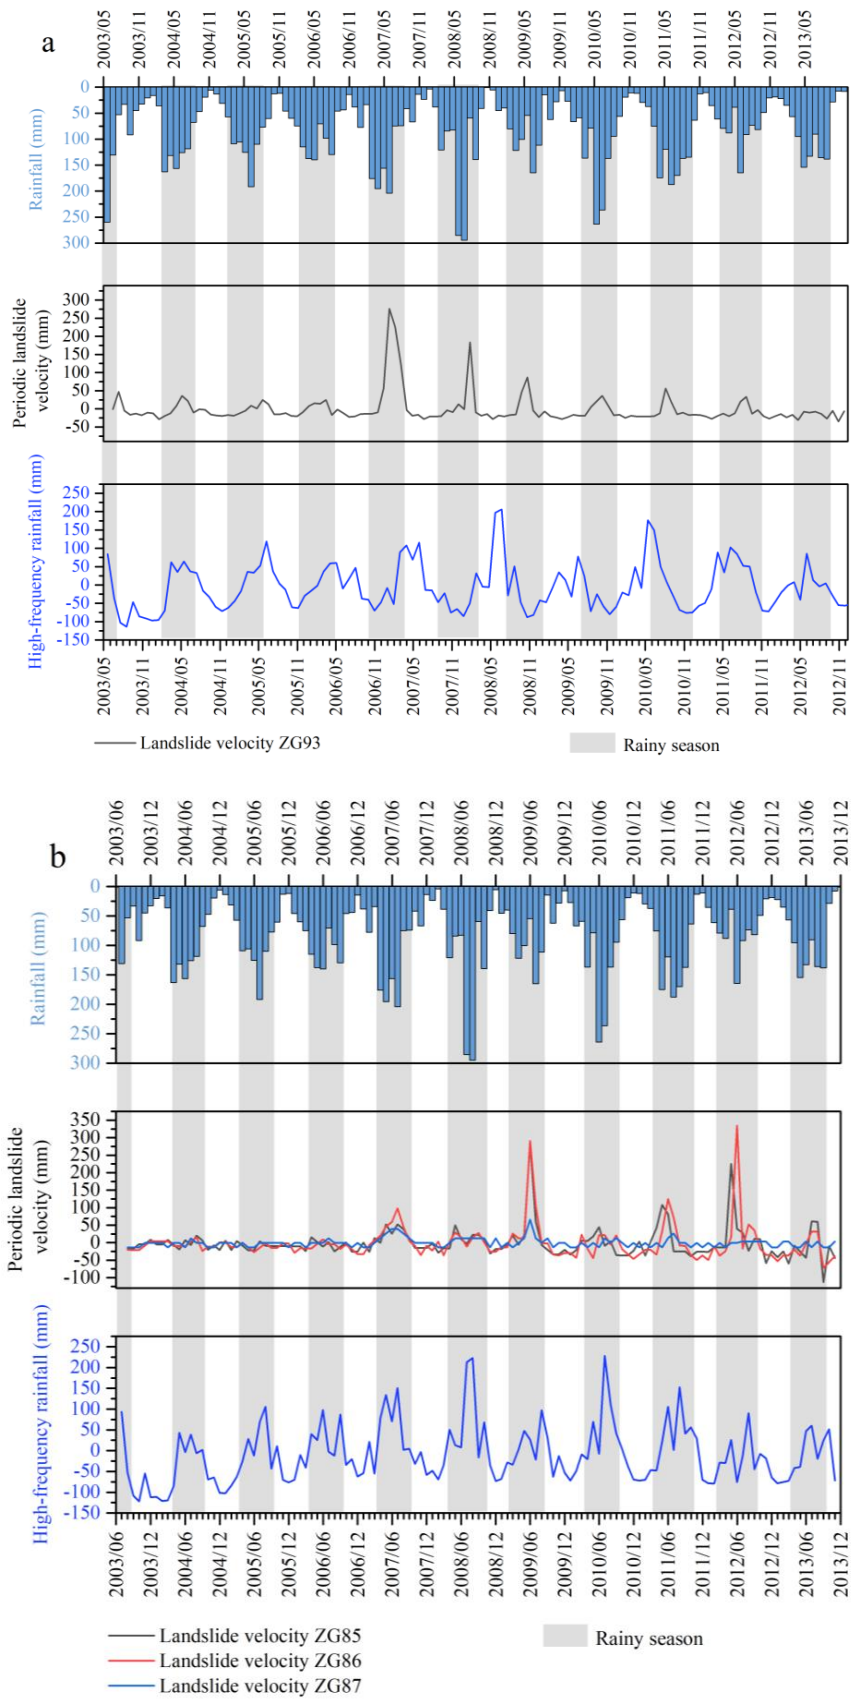 a
2003/05 2003/11 2004/05 2004/11 2005/05 2005/11 2006/05 2006/11 2007/05 2007/11 2008/05 2008/11 2009/05 2009/11 2010/05 2010/11 2011/05 2011/11 2012/05 2012/11 2013/05
Rainfall (mm)
0
50
100
150
200
250
300
Periodic landslide
velocity (mm)
300
250
200
150
100
50
0
-50
High-frequency rainfall (mm)
250
200
150
100
50
0
-50
-100
-150
2003/05 2003/11 2004/05 2004/11 2005/05 2005/11 2006/05 2006/11 2007/05 2007/11 2008/05 2008/11 2009/05 2009/11 2010/05 2010/11 2011/05 2011/11 2012/05 2012/11
Landslide velocity ZG93
Rainy season
b
2003/06 2003/12 2004/06 2004/12 2005/06 2005/12 2006/06 2006/12 2007/06 2007/12 2008/06 2008/12 2009/06 2009/12 2010/06 2010/12 2011/06 2011/12 2012/06 2012/12 2013/06 2013/12
Rainfall (mm)
0
50
100
150
200
250
300
Periodic landslide
velocity (mm)
350
300
250
200
150
100
50
0
-50
-100
High-frequency rainfall (mm)
250
200
150
100
50
0
-50
-100
-150
2003/06 2003/12 2004/06 2004/12 2005/06 2005/12 2006/06 2006/12 2007/06 2007/12 2008/06 2008/12 2009/06 2009/12 2010/06 2010/12 2011/06 2011/12 2012/06 2012/12 2013/06 2013/12
Landslide velocity ZG85
Rainy season
Landslide velocity ZG86
Landslide velocity ZG87